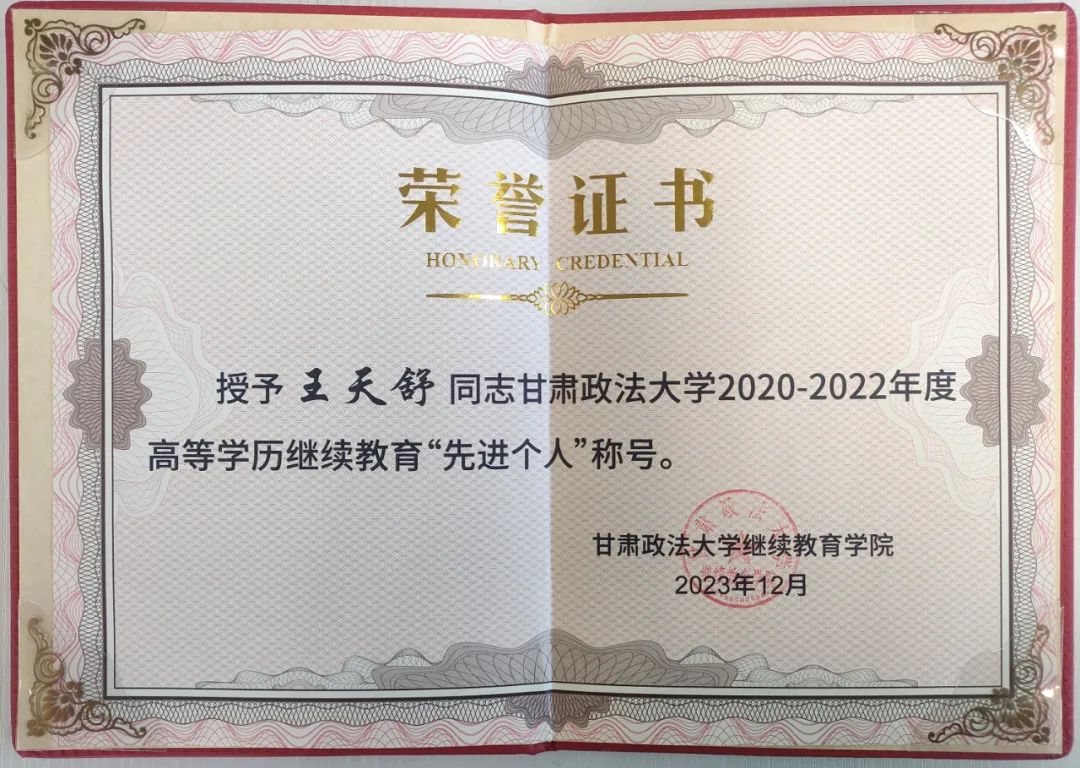 荣誉证书
HONORARY CREDENTIAL
授予王天舒同志甘肃政法大学2020-2022年度
高等学历继续教育“先进个人”称号。
甘肃政法大学继续教育学院
2023年12月